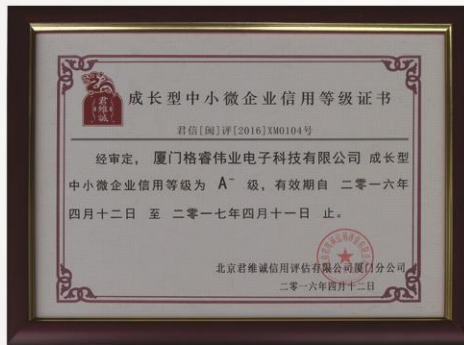 君维诚
成长型中小微企业信用等级证书
君信[闽]评[2016]XM0104号
经审定，厦门格睿伟业电子科技有限公司 成长型
中小微企业信用等级为 A⁻ 级，有效期自 二零一六年
四月十二日 至 二零一七年四月十一日 止。
北京君维诚信用评估有限公司厦门分公司
二零一六年四月十二日